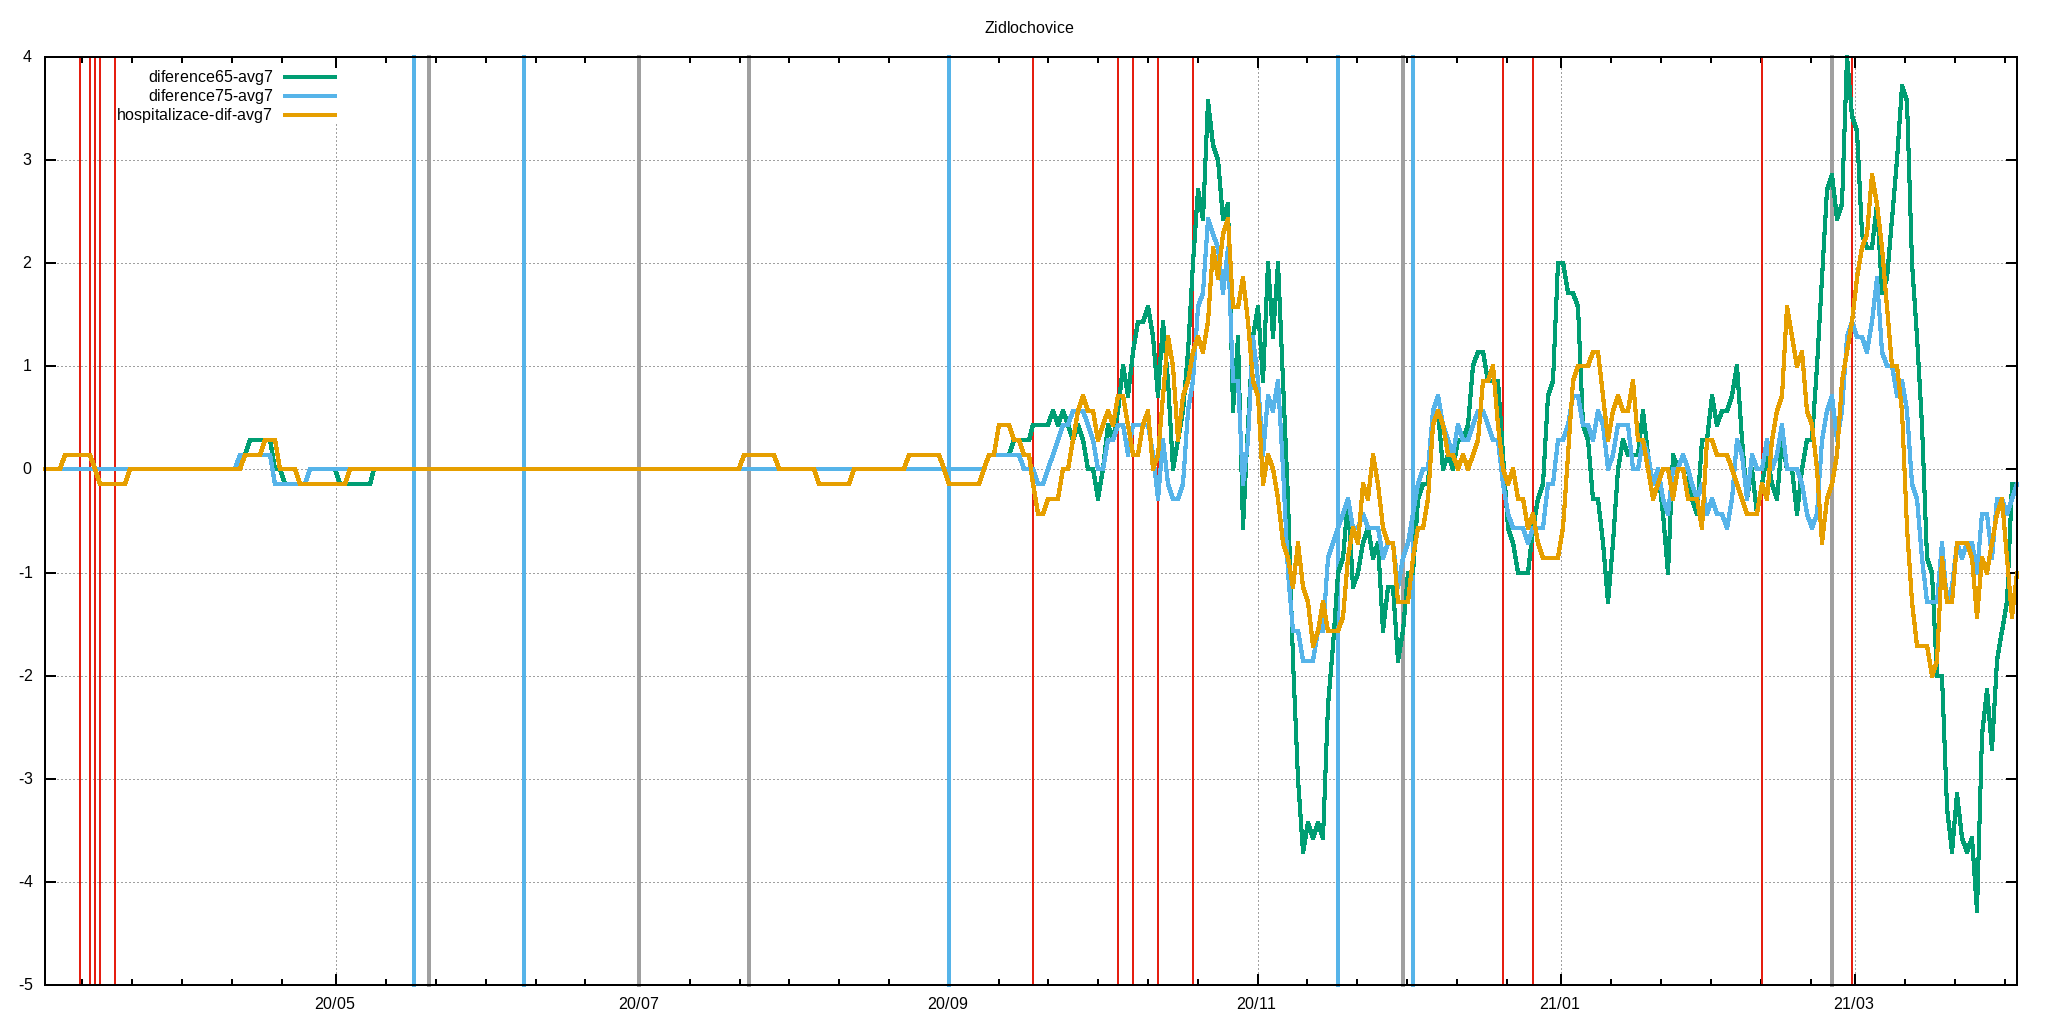 Zidlochovice
4
diference65-avg7
diference75-avg7
hospitalizace-dif-avg7
3
2
1
0
-1
-2
-3
-4
-5
20/05 20/07 20/09 20/11 21/01 21/03